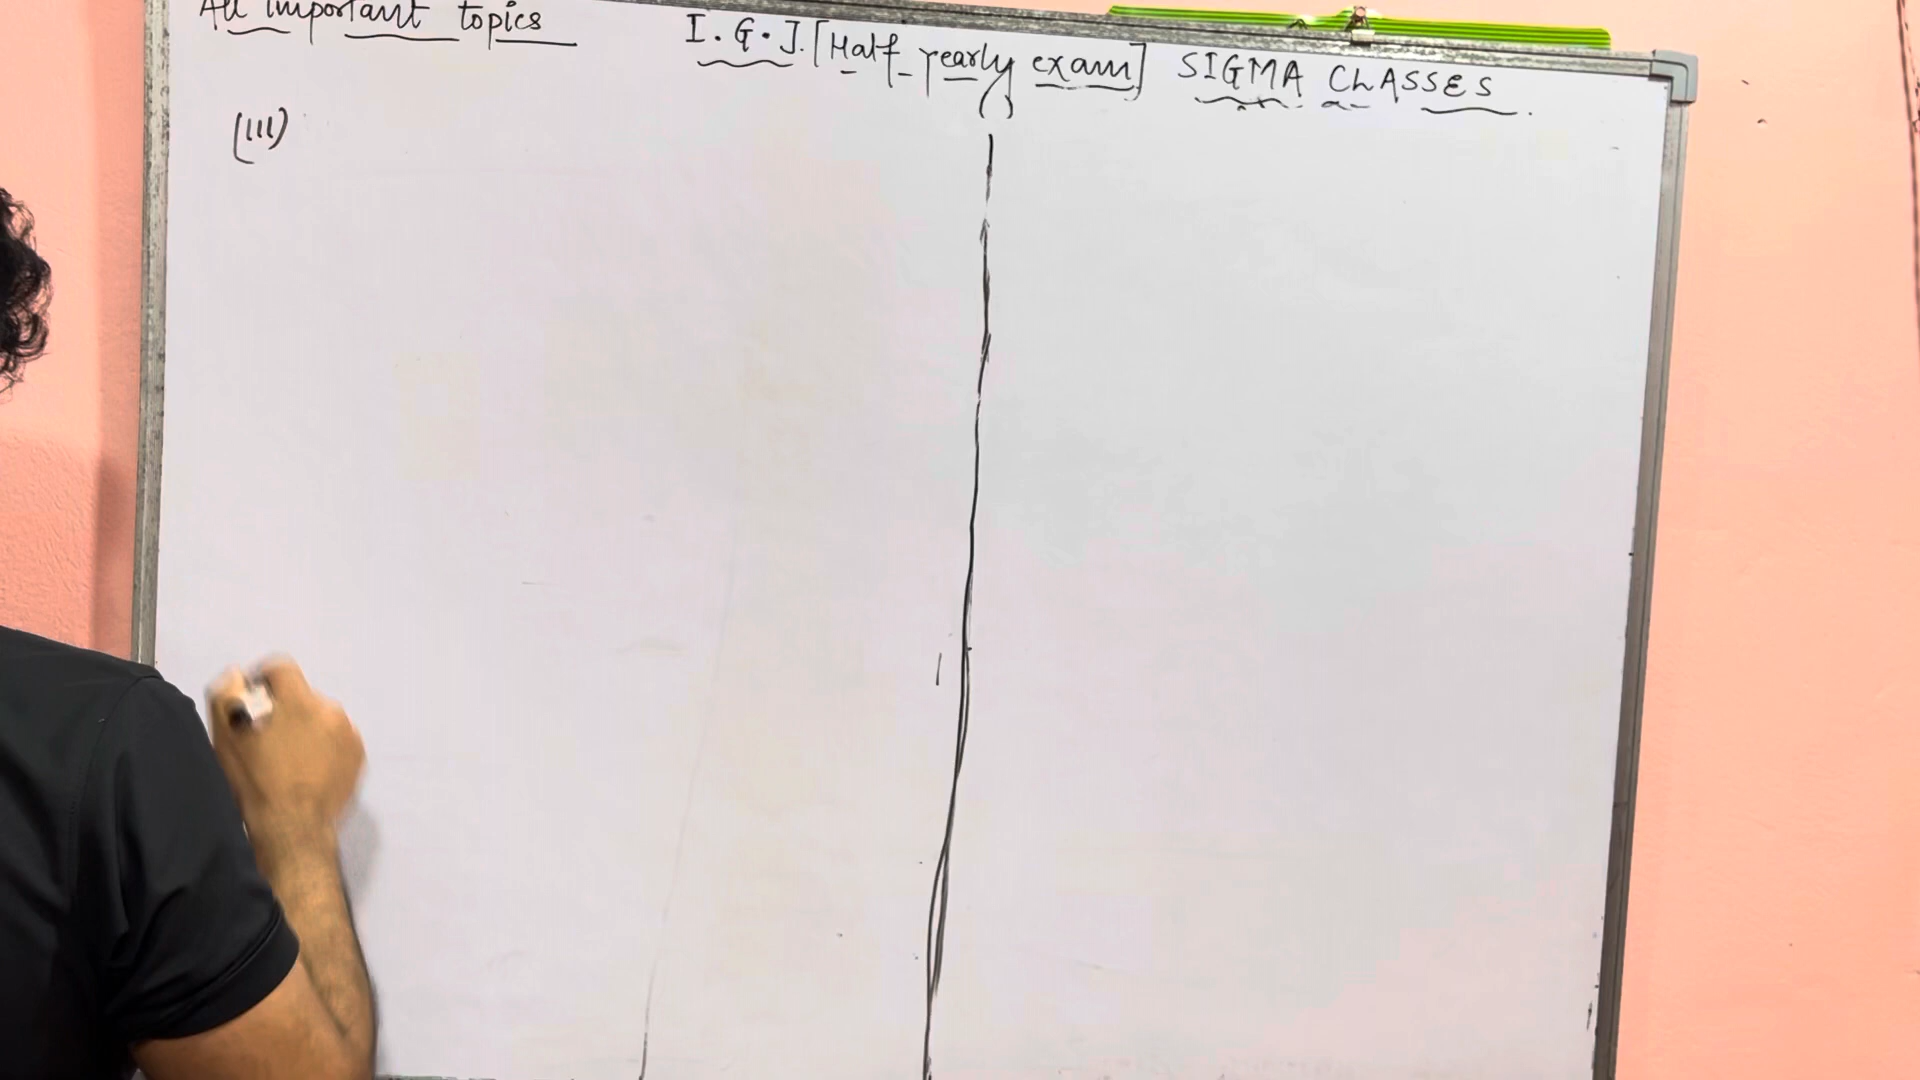 All important topics
I.G.J. [Half yearly exam] SIGMA CLASSES.
(III)